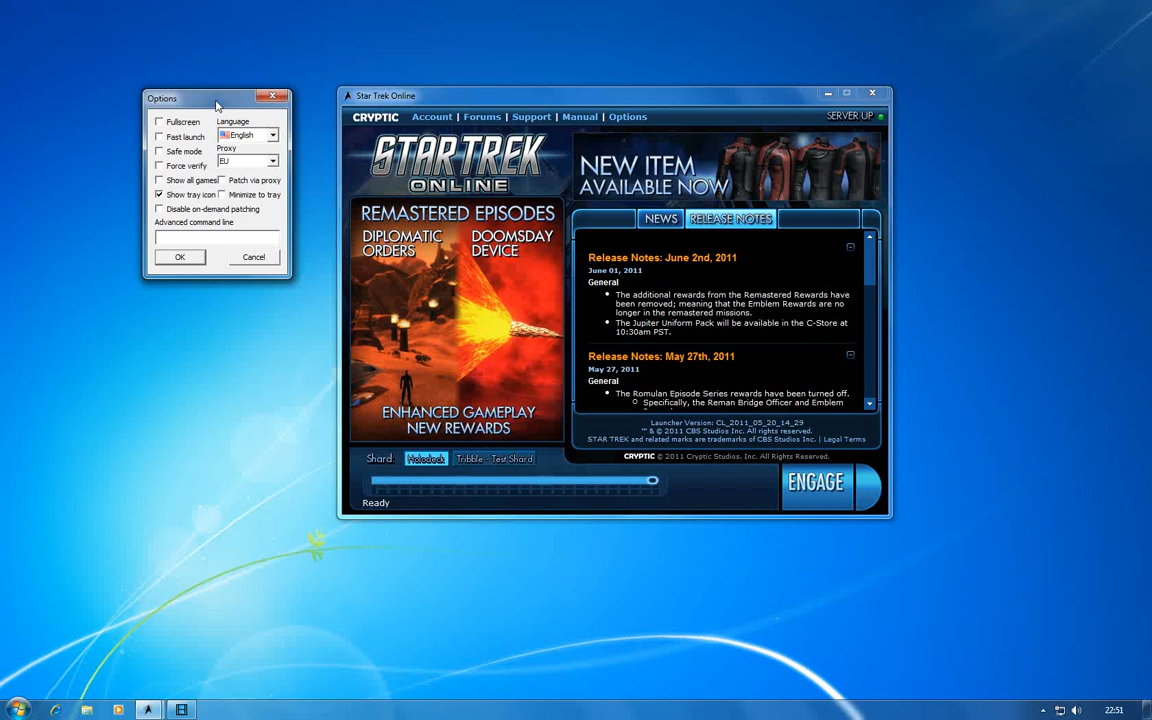 Options
Fullscreen
Language
Fast launch
English
Safe mode
Proxy
Force verify
EU
Show all games
Patch via proxy
Show tray icon
Minimize to tray
Disable on-demand patching
Advanced command line
OK
Cancel
Star Trek Online
CRYPTIC Account | Forums | Support | Manual | Options
SERVER UP
STAR TREK
ONLINE
NEW ITEM
AVAILABLE NOW
REMASTERED EPISODES
DIPLOMATIC
ORDERS
DOOMSDAY
DEVICE
ENHANCED GAMEPLAY
NEW REWARDS
NEWS
RELEASE NOTES
Release Notes: June 2nd, 2011
June 01, 2011
General
The additional rewards from the Remastered Rewards have
been removed; meaning that the Emblem Rewards are no
longer in the remastered missions.
The Jupiter Uniform Pack will be available in the C-Store at
10:30am PST.
Release Notes: May 27th, 2011
May 27, 2011
General
The Romulan Episode Series rewards have been turned off.
Specifically, the Reman Bridge Officer and Emblem
Launcher Version: CL_2011_05_20_14_29
™ & © 2011 CBS Studios Inc. All rights reserved.
STAR TREK and related marks are trademarks of CBS Studios Inc. | Legal Terms
CRYPTIC © 2011 Cryptic Studios, Inc. All Rights Reserved.
Shard: Holodeck Tribble - Test Shard
Ready
ENGAGE
22:51